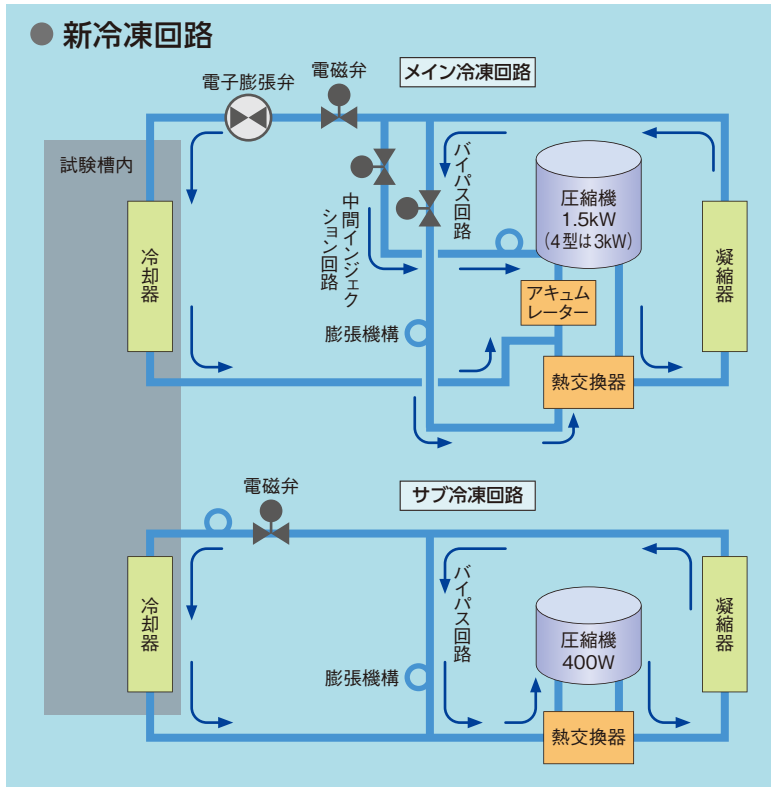 ● 新冷凍回路
電子膨張弁
電磁弁
メイン冷凍回路
試験槽内
冷却器
中間インジェク
ション回路
バイパス回路
圧縮機
1.5kW
(4型は3kW)
凝縮器
アキュム
レーター
膨張機構
熱交換器
電磁弁
サブ冷凍回路
冷却器
バイパス回路
圧縮機
400W
凝縮器
膨張機構
熱交換器